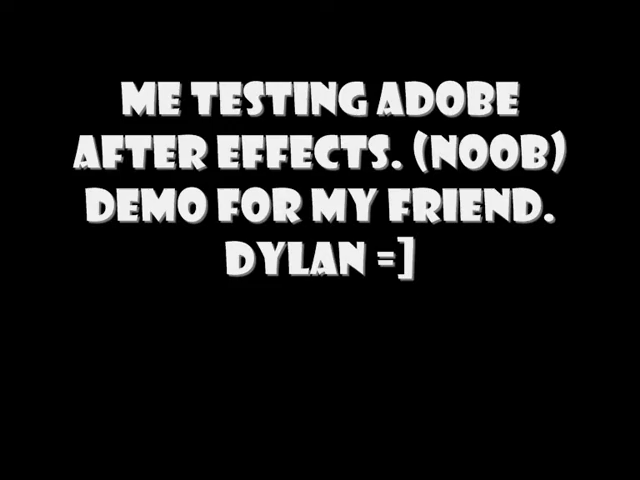 ME TESTING ADOBE
AFTER EFFECTS. (NOOB)
DEMO FOR MY FRIEND.
DYLAN =]